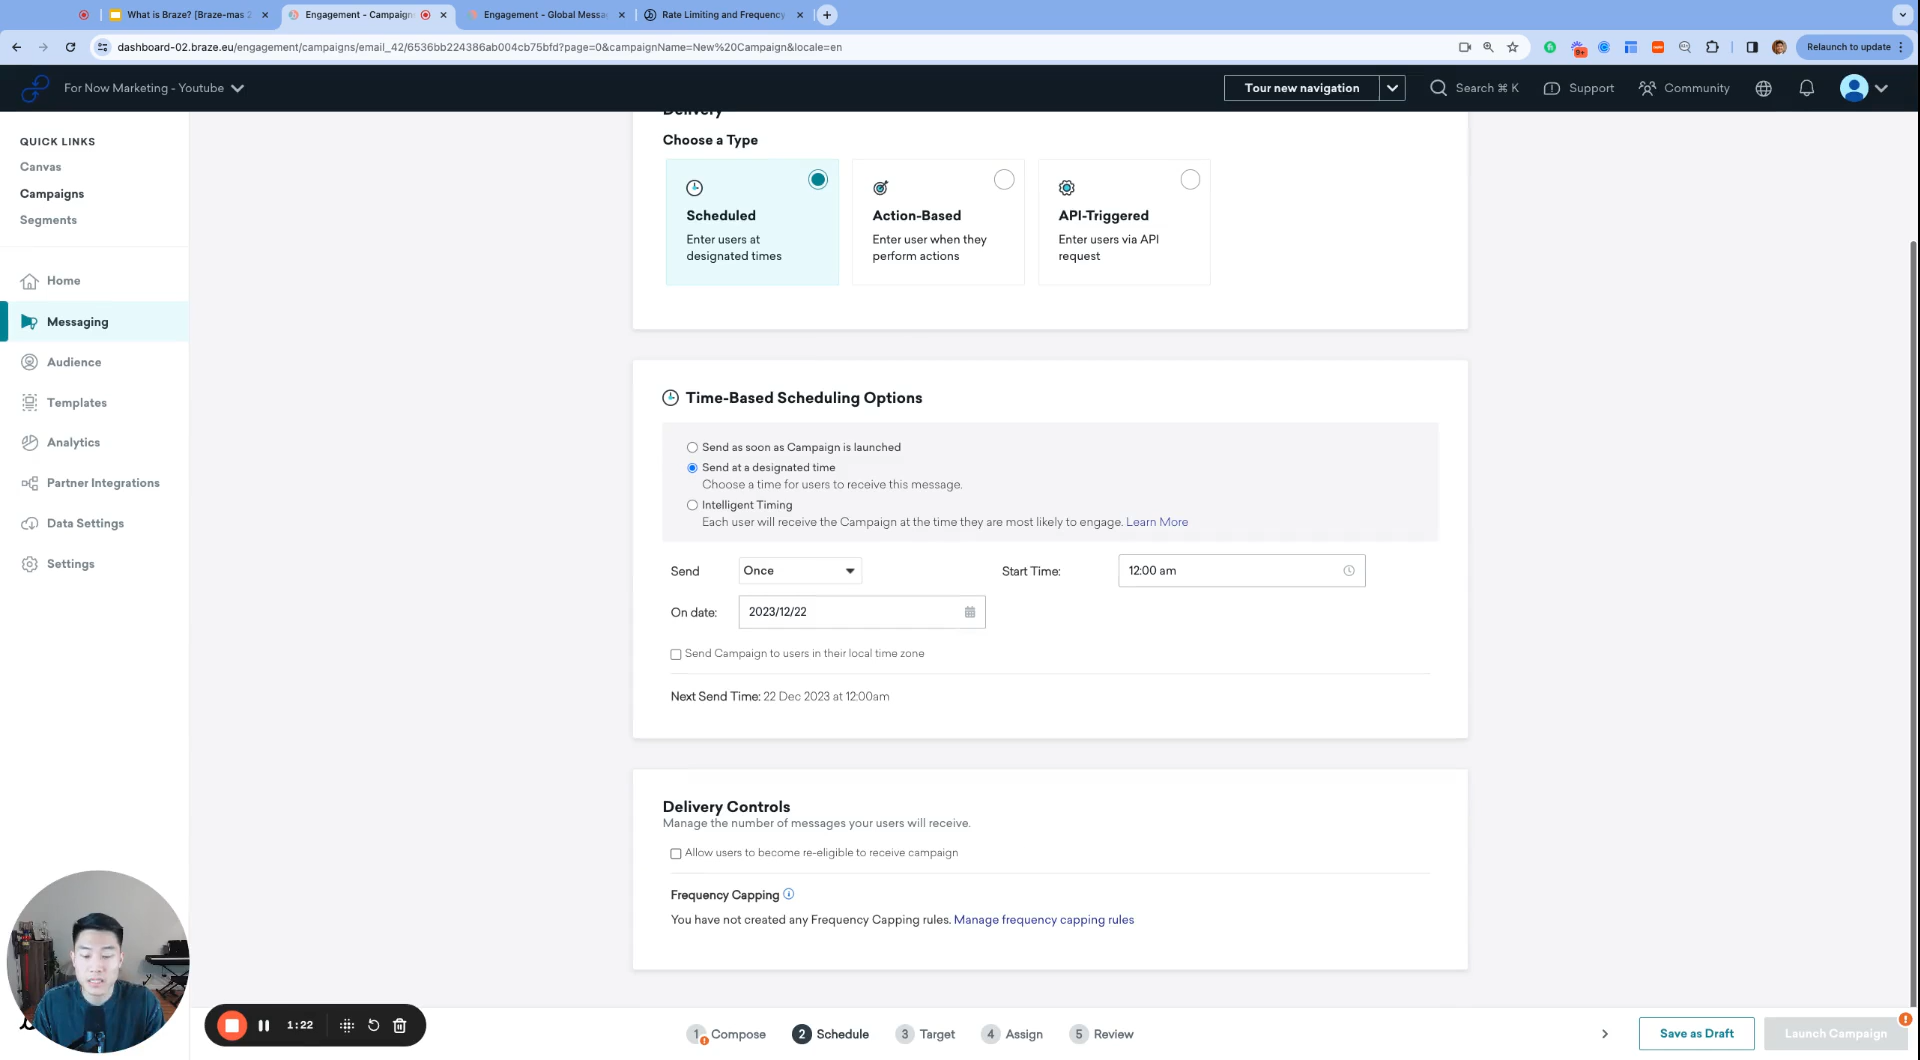 What is Braze? [Braze-mas 2
Engagement - Campaign
Engagement - Global Messa
Rate Limiting and Frequency
dashboard-02.braze.eu/engagement/campaigns/email_42/6536bb224386ab004cb75bfd?page=0&campaignName=New%20Campaign&locale=en
9+
Relaunch to update
For Now Marketing - Youtube
Tour new navigation
Search ⌘ K
Support
Community
QUICK LINKS
Canvas
Campaigns
Segments
Home
Messaging
Audience
Templates
Analytics
Partner Integrations
Data Settings
Settings
Delivery
Choose a Type
Scheduled
Enter users at
designated times
Action-Based
Enter user when they
perform actions
API-Triggered
Enter users via API
request
Time-Based Scheduling Options
Send as soon as Campaign is launched
Send at a designated time
Choose a time for users to receive this message.
Intelligent Timing
Each user will receive the Campaign at the time they are most likely to engage. Learn More
Send Once Start Time: 12:00 am
On date: 2023/12/22
Send Campaign to users in their local time zone
Next Send Time: 22 Dec 2023 at 12:00am
Delivery Controls
Manage the number of messages your users will receive.
Allow users to become re-eligible to receive campaign
Frequency Capping
You have not created any Frequency Capping rules. Manage frequency capping rules
1:22
1 Compose 2 Schedule 3 Target 4 Assign 5 Review
Save as Draft
Launch Campaign